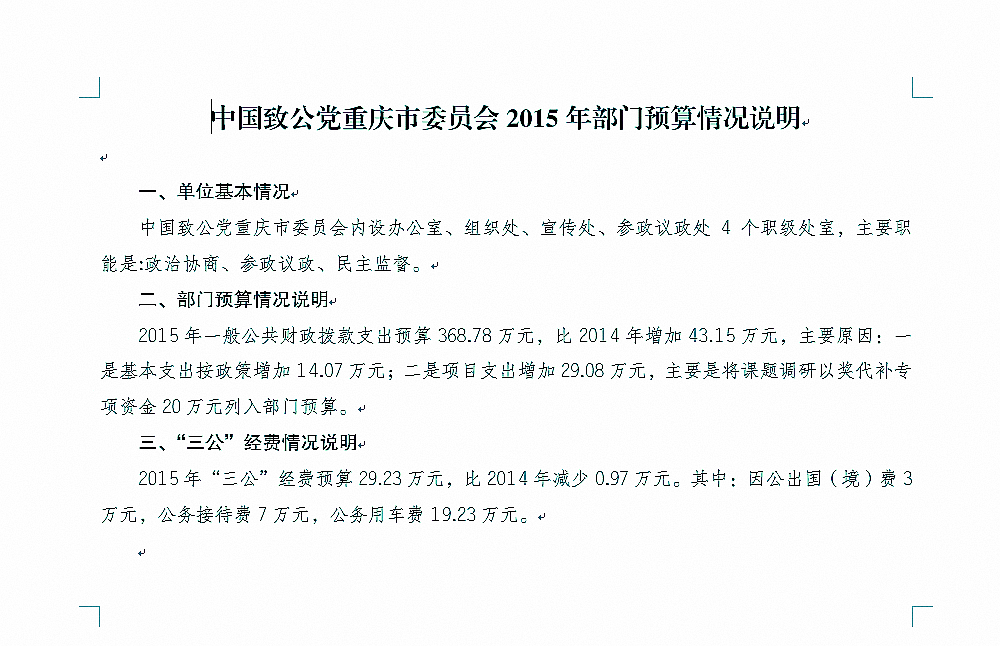 中国致公党重庆市委员会 2015 年部门预算情况说明
一、单位基本情况
中国致公党重庆市委员会内设办公室、组织处、宣传处、参政议政处 4 个职级处室，主要职
能是:政治协商、参政议政、民主监督。
二、部门预算情况说明
2015 年一般公共财政拨款支出预算 368.78 万元，比 2014 年增加 43.15 万元，主要原因：一
是基本支出按政策增加 14.07 万元；二是项目支出增加 29.08 万元，主要是将课题调研以奖代补专
项资金 20 万元列入部门预算。
三、“三公”经费情况说明
2015 年“三公”经费预算 29.23 万元，比 2014 年减少 0.97 万元。其中：因公出国（境）费 3
万元，公务接待费 7 万元，公务用车费 19.23 万元。